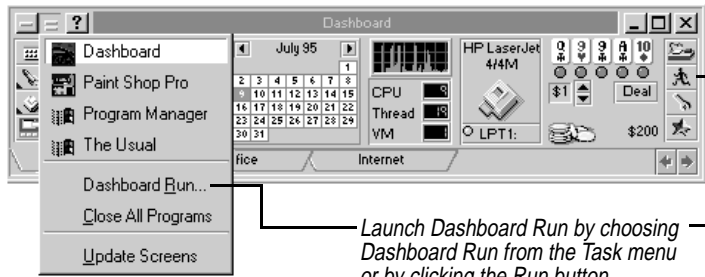 Dashboard
?
Dashboard
Paint Shop Pro
Program Manager
The Usual
Dashboard Run...
Close All Programs
Update Screens
July 95
1
2 3 4 5 6 7 8
9 10 11 12 13 14 15
16 17 18 19 20 21 22
23 24 25 26 27 28 29
30 31
CPU
Thread
VM
HP LaserJet
4/4M
LPT1:
Q 9 9 A 10
$1
Deal
$200
fice
Internet
Launch Dashboard Run by choosing
Dashboard Run from the Task menu
or by clicking the Run button